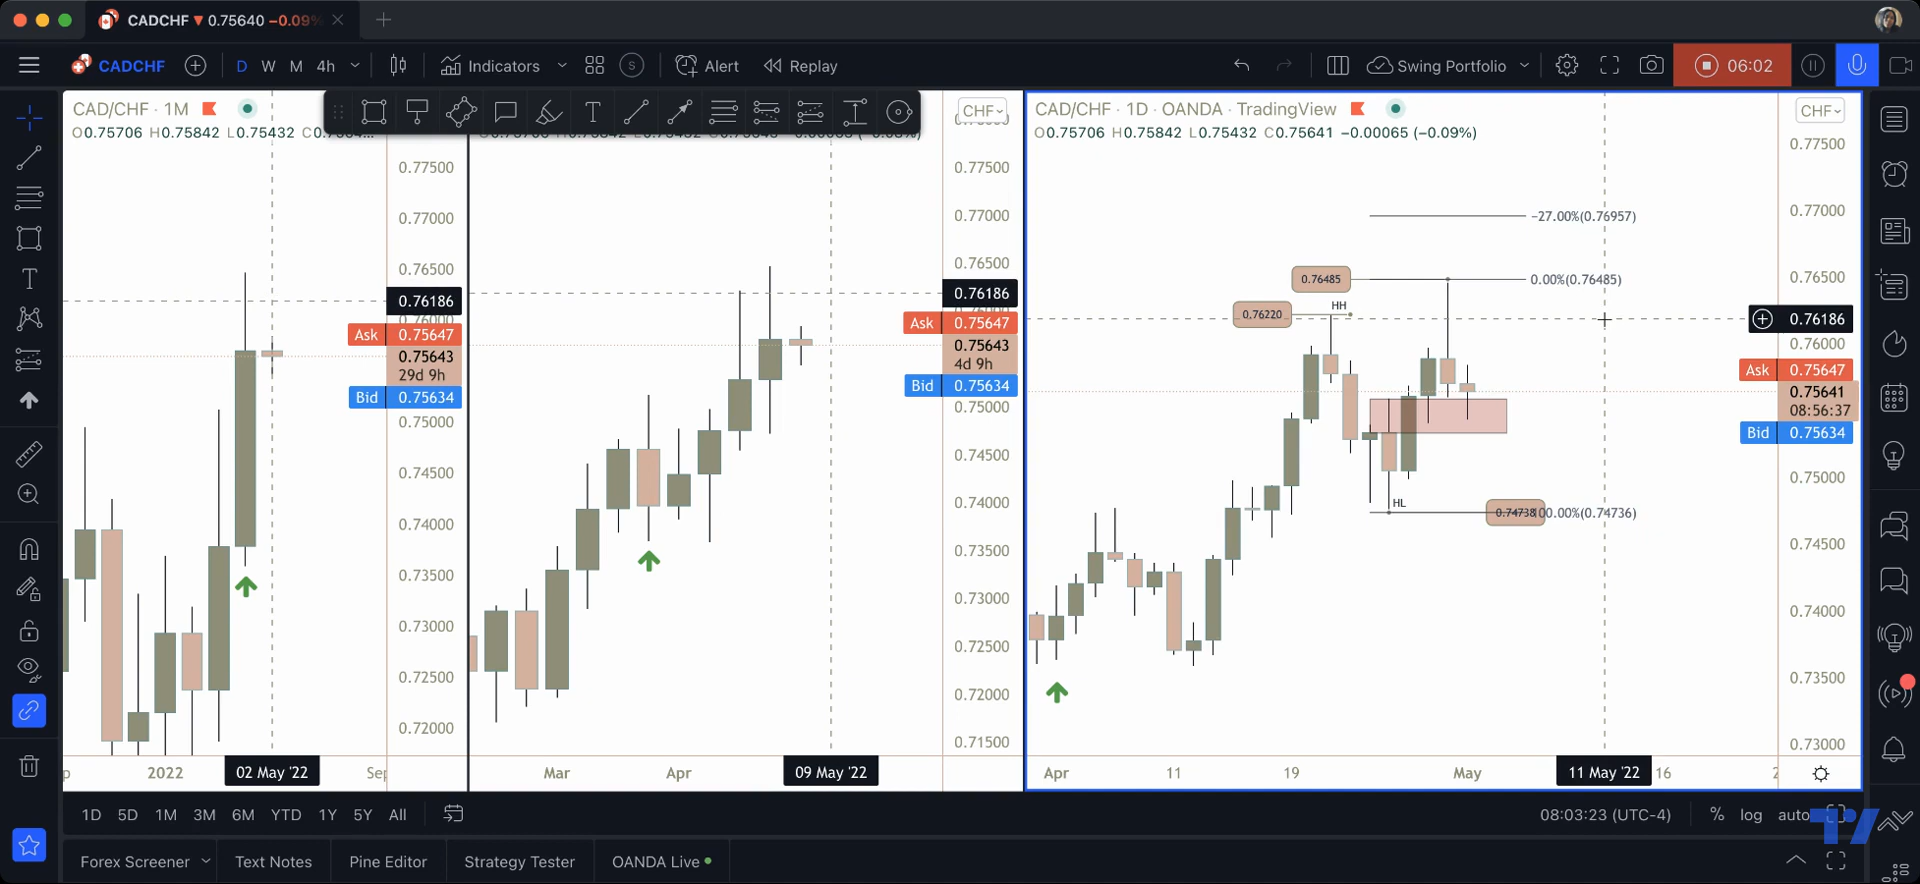 CADCHF ▼ 0.75640 −0.09%
CADCHF D W M 4h Indicators S Alert Replay Swing Portfolio 06:02
CAD/CHF · 1M
O0.75706 H0.75842 L0.75432
CHF
0.77500
0.77000
0.76500
0.76186
Ask 0.75647
0.75643
29d 9h
Bid 0.75634
0.75000
0.74500
0.74000
0.73500
0.73000
0.72500
0.72000
2022 02 May '22
CHF
0.77500
0.77000
0.76500
0.76186
Ask 0.75647
0.75643
4d 9h
Bid 0.75634
0.75000
0.74500
0.74000
0.73500
0.73000
0.72500
0.72000
0.71500
Mar Apr 09 May '22
CAD/CHF · 1D · OANDA · TradingView
O0.75706 H0.75842 L0.75432 C0.75641 −0.00065 (−0.09%)
CHF
0.77500
0.77000
0.76500
0.76186
0.76000
Ask 0.75647
0.75641
08:56:37
Bid 0.75634
0.75000
0.74500
0.74000
0.73500
0.73000
−27.00%(0.76957)
0.76485 0.00%(0.76485)
HH
0.76220
HL
0.74738 00.00%(0.74736)
Apr 11 19 May 11 May '22 16
1D 5D 1M 3M 6M YTD 1Y 5Y All 08:03:23 (UTC-4) % log auto
Forex Screener Text Notes Pine Editor Strategy Tester OANDA Live